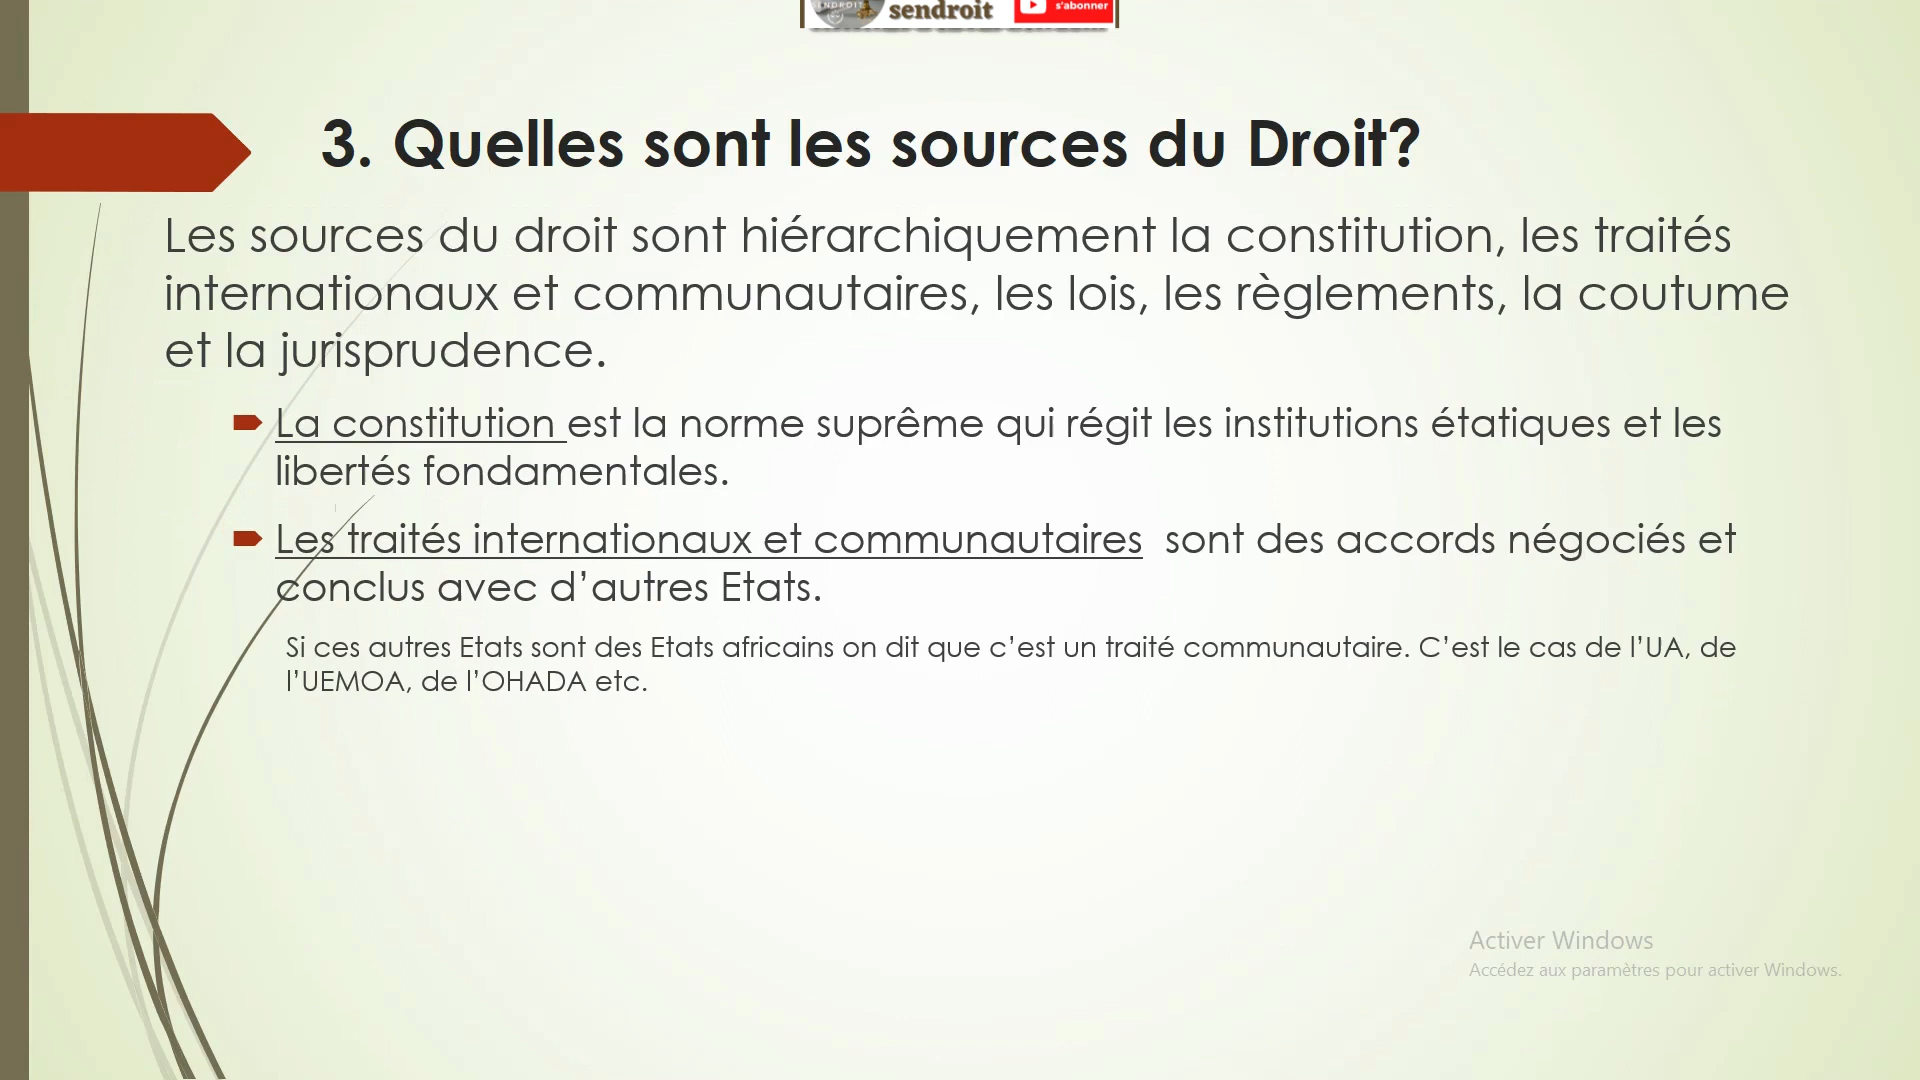 SENDROIT
sendroit
s'abonner
3. Quelles sont les sources du Droit?
Les sources du droit sont hiérarchiquement la constitution, les traités
internationaux et communautaires, les lois, les règlements, la coutume
et la jurisprudence.
La constitution est la norme suprême qui régit les institutions étatiques et les
libertés fondamentales.
Les traités internationaux et communautaires sont des accords négociés et
conclus avec d’autres Etats.
Si ces autres Etats sont des Etats africains on dit que c’est un traité communautaire. C’est le cas de l’UA, de
l’UEMOA, de l’OHADA etc.
Activer Windows
Accédez aux paramètres pour activer Windows.